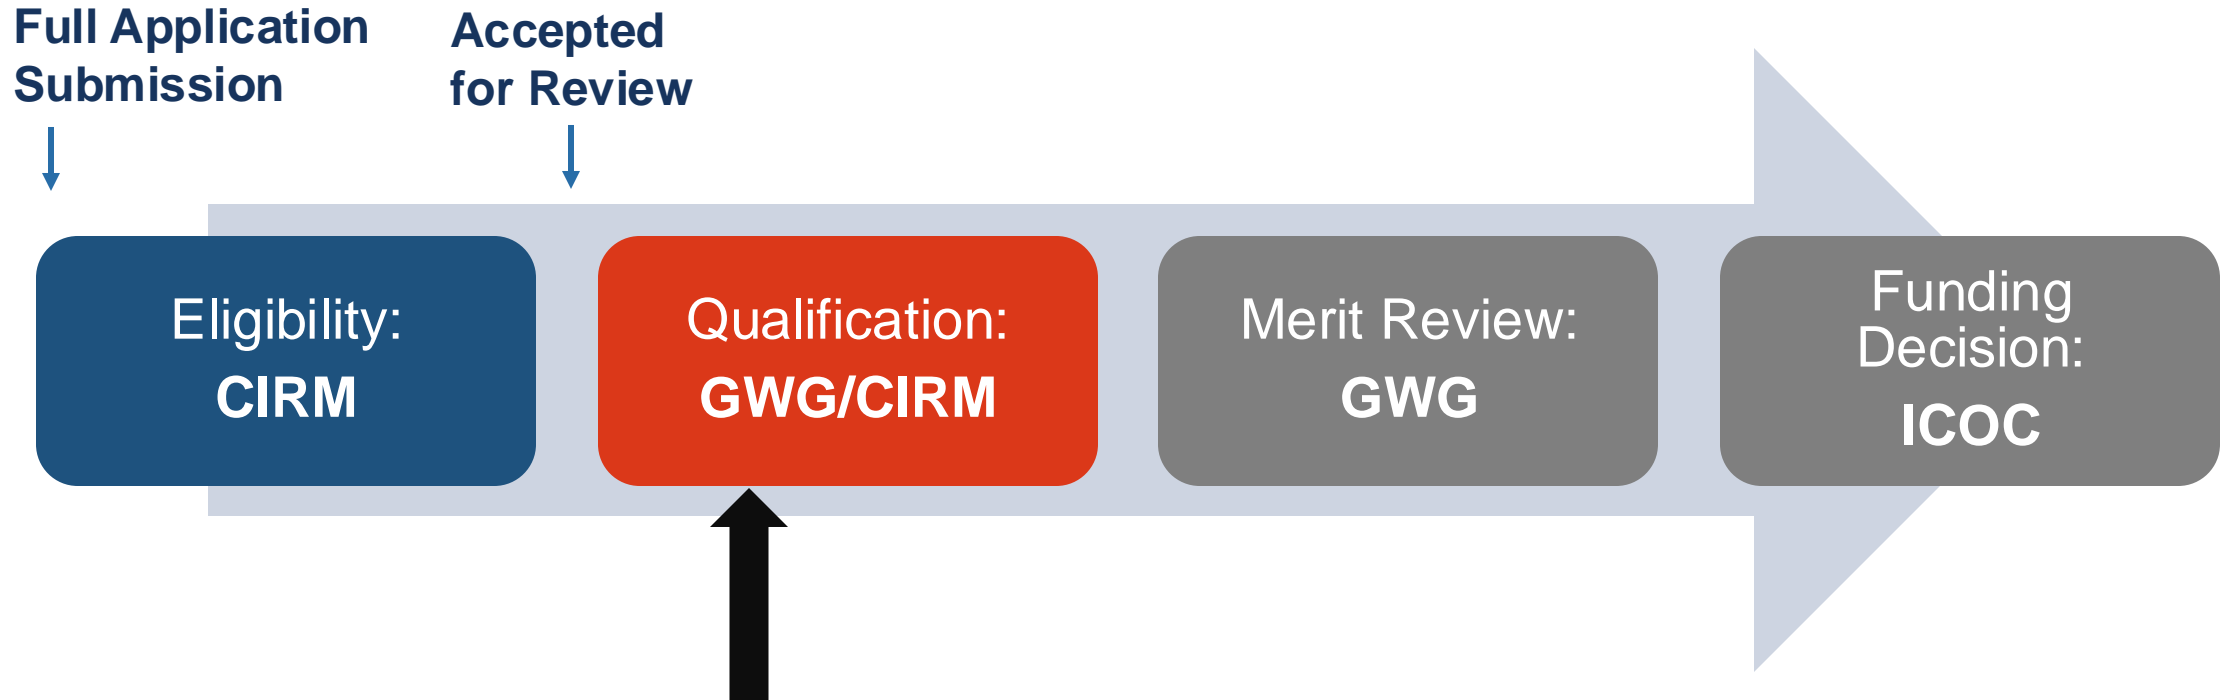 Full Application
Submission
Accepted
for Review
Eligibility:
CIRM
Qualification:
GWG/CIRM
Merit Review:
GWG
Funding
Decision:
ICOC